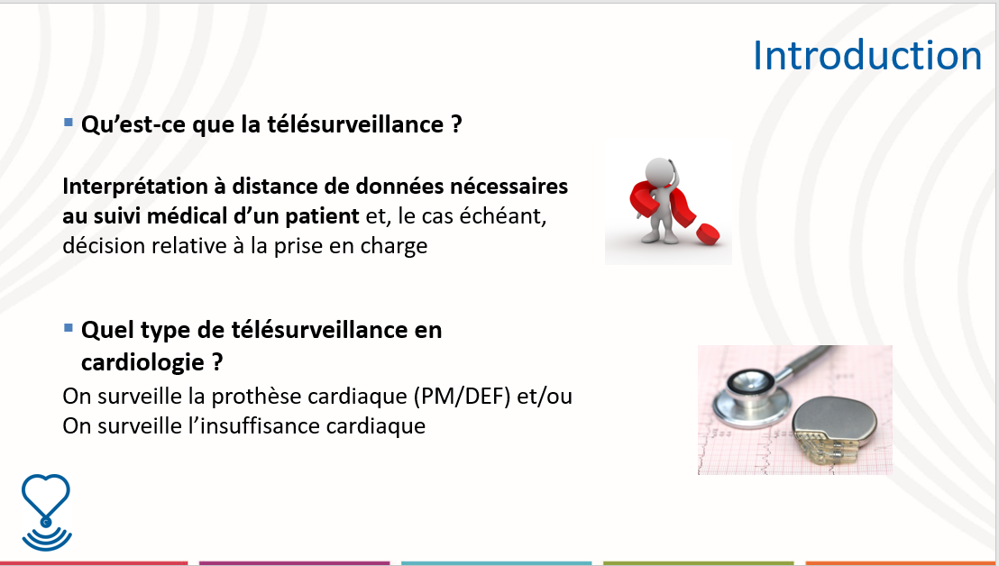 Introduction
Qu’est-ce que la télésurveillance ?
Interprétation à distance de données nécessaires
au suivi médical d’un patient et, le cas échéant,
décision relative à la prise en charge
Quel type de télésurveillance en
cardiologie ?
On surveille la prothèse cardiaque (PM/DEF) et/ou
On surveille l’insuffisance cardiaque